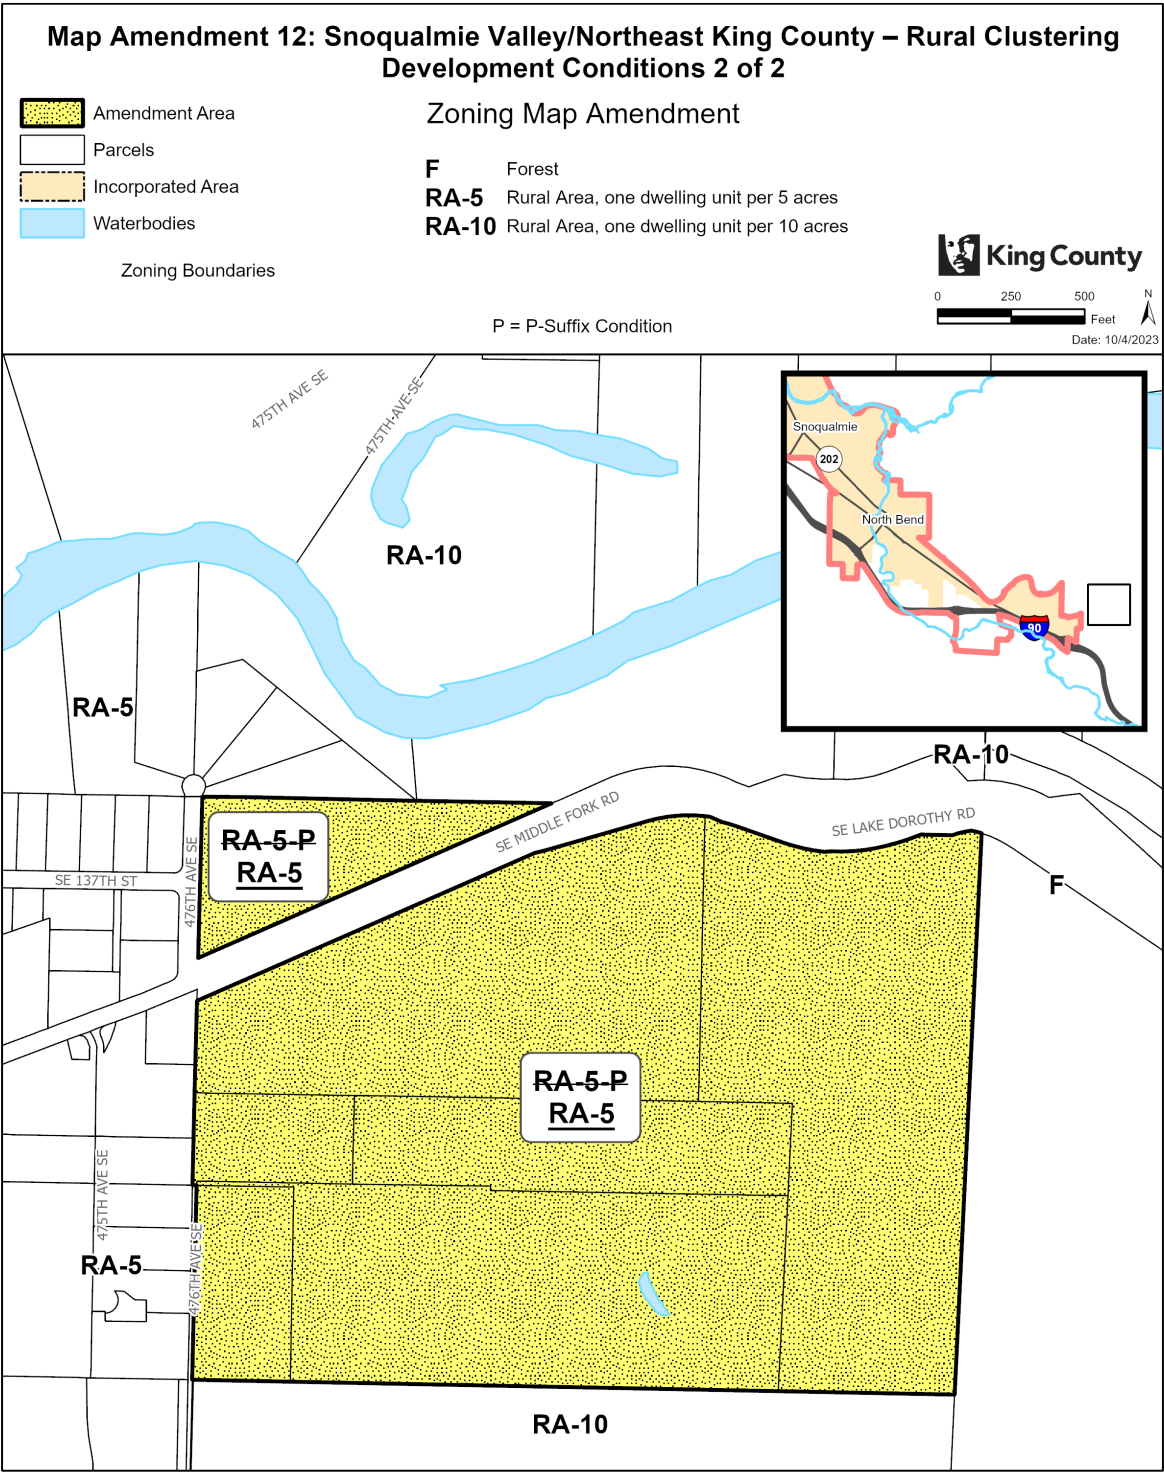 Map Amendment 12: Snoqualmie Valley/Northeast King County – Rural Clustering
Development Conditions 2 of 2
Amendment Area
Parcels
Incorporated Area
Waterbodies
Zoning Boundaries
Zoning Map Amendment
F Forest
RA-5 Rural Area, one dwelling unit per 5 acres
RA-10 Rural Area, one dwelling unit per 10 acres
P = P-Suffix Condition
King County
0 250 500
Feet
N
Date: 10/4/2023
475TH AVE SE
475TH AVE SE
Snoqualmie
202
North Bend
90
RA-10
RA-5
RA-10
SE MIDDLE FORK RD
SE LAKE DOROTHY RD
RA-5-P
RA-5
476TH AVE SE
SE 137TH ST
F
RA-5-P
RA-5
475TH AVE SE
476TH AVE SE
RA-5
RA-10